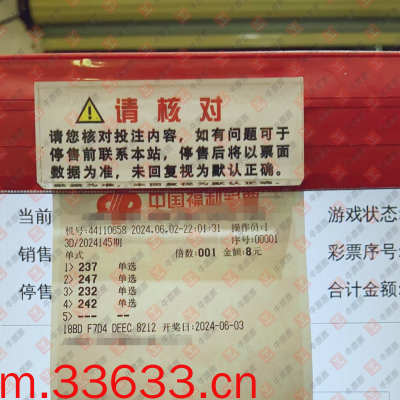 请核对
请您核对投注内容,如有问题可于
停售前联系本站,停售后将以票面
数据为准,未回复视为默认正确。
中国福利彩票
当前
游戏状态:
机号:44110658 2024.06.02-22:01:31 操作员:1
3D/2024145期 序号:00001
销售
彩票序号:
单式 倍数:001 金额:8元
1> 237 单选
2> 247 单选
停售
合计金额:
3> 232 单选
4> 242 单选
5> --- ---
18BD F7D4 DEEC 8212 开奖日:2024-06-03
m.33633.cn